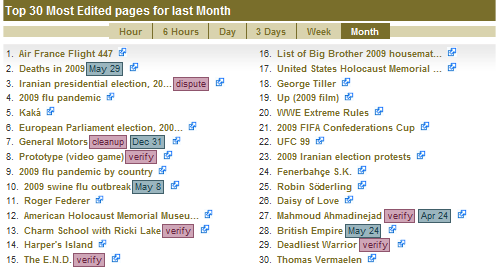 Top 30 Most Edited pages for last Month
Hour 6 Hours Day 3 Days Week Month
1. Air France Flight 447
2. Deaths in 2009 May 29
3. Iranian presidential election, 20... dispute
4. 2009 flu pandemic
5. Kaká
6. European Parliament election, 200...
7. General Motors cleanup Dec 31
8. Prototype (video game) verify
9. 2009 flu pandemic by country
10. 2009 swine flu outbreak May 8
11. Roger Federer
12. American Holocaust Memorial Museu...
13. Charm School with Ricki Lake verify
14. Harper's Island
15. The E.N.D. verify
16. List of Big Brother 2009 housemat...
17. United States Holocaust Memorial ...
18. George Tiller
19. Up (2009 film)
20. WWE Extreme Rules
21. 2009 FIFA Confederations Cup
22. UFC 99
23. 2009 Iranian election protests
24. Fenerbahçe S.K.
25. Robin Söderling
26. Daisy of Love
27. Mahmoud Ahmadinejad verify Apr 24
28. British Empire May 24
29. Deadliest Warrior verify
30. Thomas Vermaelen